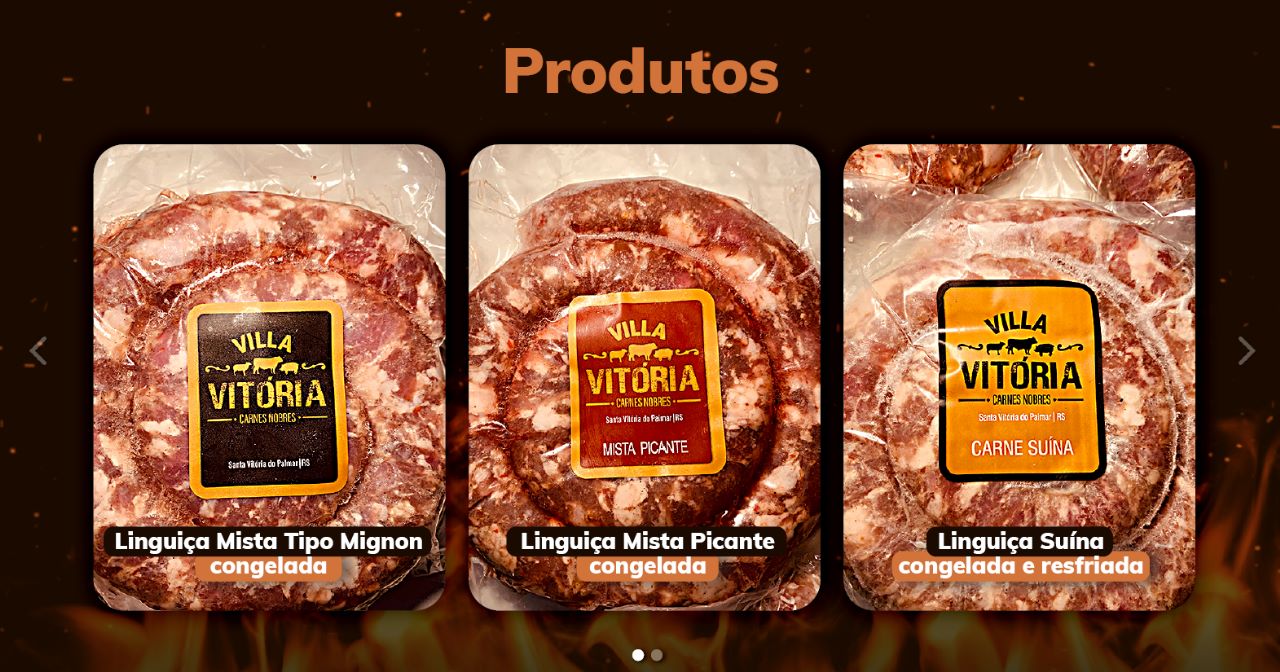 Produtos
VILLA
VITÓRIA
CARNES NOBRES
Santa Vitória do Palmar|RS
Linguiça Mista Tipo Mignon
congelada
VILLA
VITÓRIA
CARNES NOBRES
Santa Vitória do Palmar|RS
MISTA PICANTE
Linguiça Mista Picante
congelada
VILLA
VITÓRIA
CARNES NOBRES
Santa Vitória do Palmar | RS
CARNE SUÍNA
Linguiça Suína
congelada e resfriada